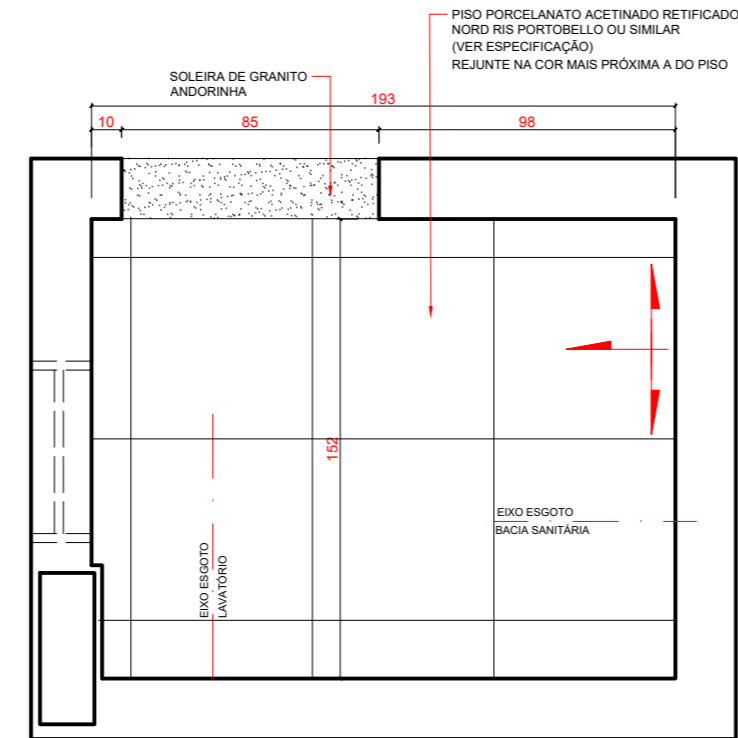 PISO PORCELANATO ACETINADO RETIFICADO
NORD RIS PORTOBELLO OU SIMILAR
(VER ESPECIFICAÇÃO)
REJUNTE NA COR MAIS PRÓXIMA A DO PISO
SOLEIRA DE GRANITO
ANDORINHA
193
10
85
98
152
EIXO ESGOTO
BACIA SANITÁRIA
EIXO ESGOTO
LAVATÓRIO